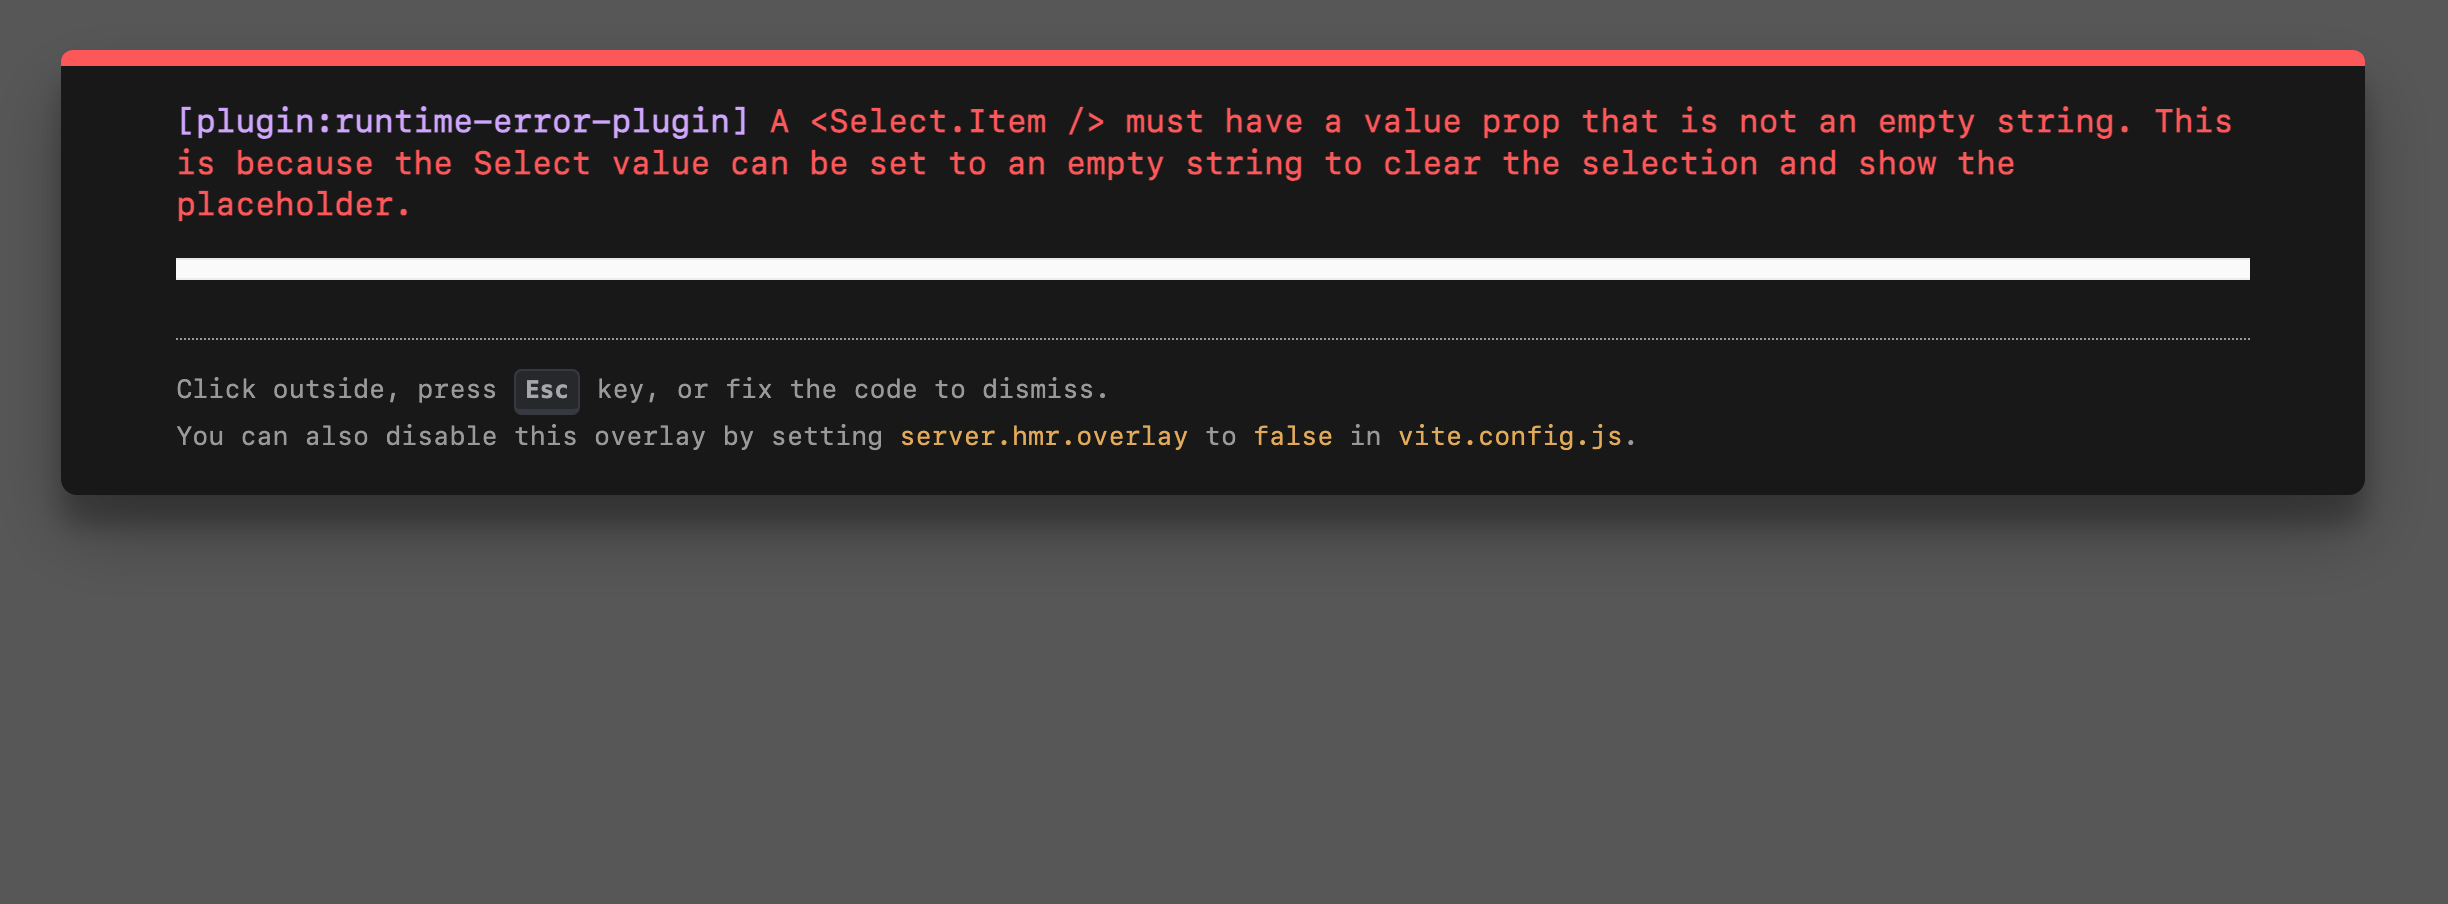 [plugin:runtime-error-plugin] A <Select.Item /> must have a value prop that is not an empty string. This
is because the Select value can be set to an empty string to clear the selection and show the
placeholder.
Click outside, press Esc key, or fix the code to dismiss.
You can also disable this overlay by setting server.hmr.overlay to false in vite.config.js.